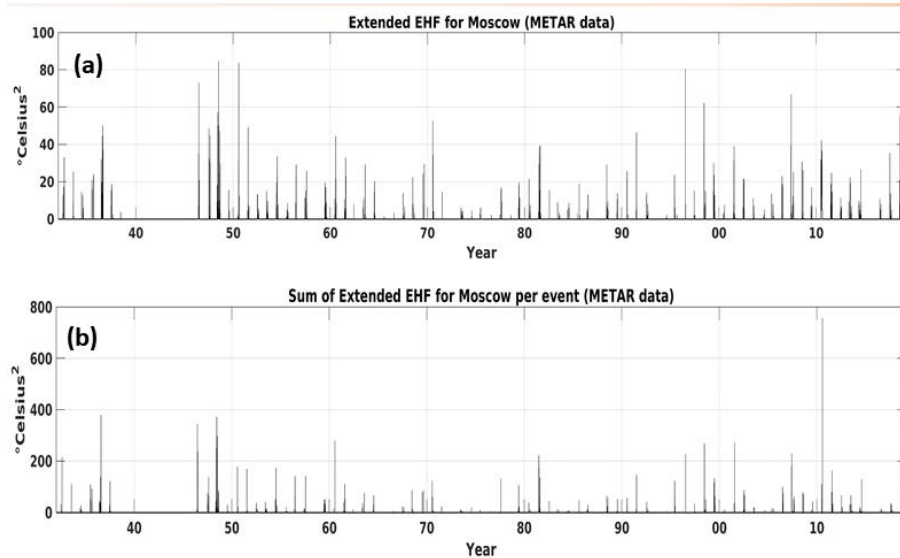 Extended EHF for Moscow (METAR data)
(a)
°Celsius²
100
80
60
40
20
0
40 50 60 70 80 90 00 10
Year
Sum of Extended EHF for Moscow per event (METAR data)
(b)
°Celsius²
800
600
400
200
0
40 50 60 70 80 90 00 10
Year